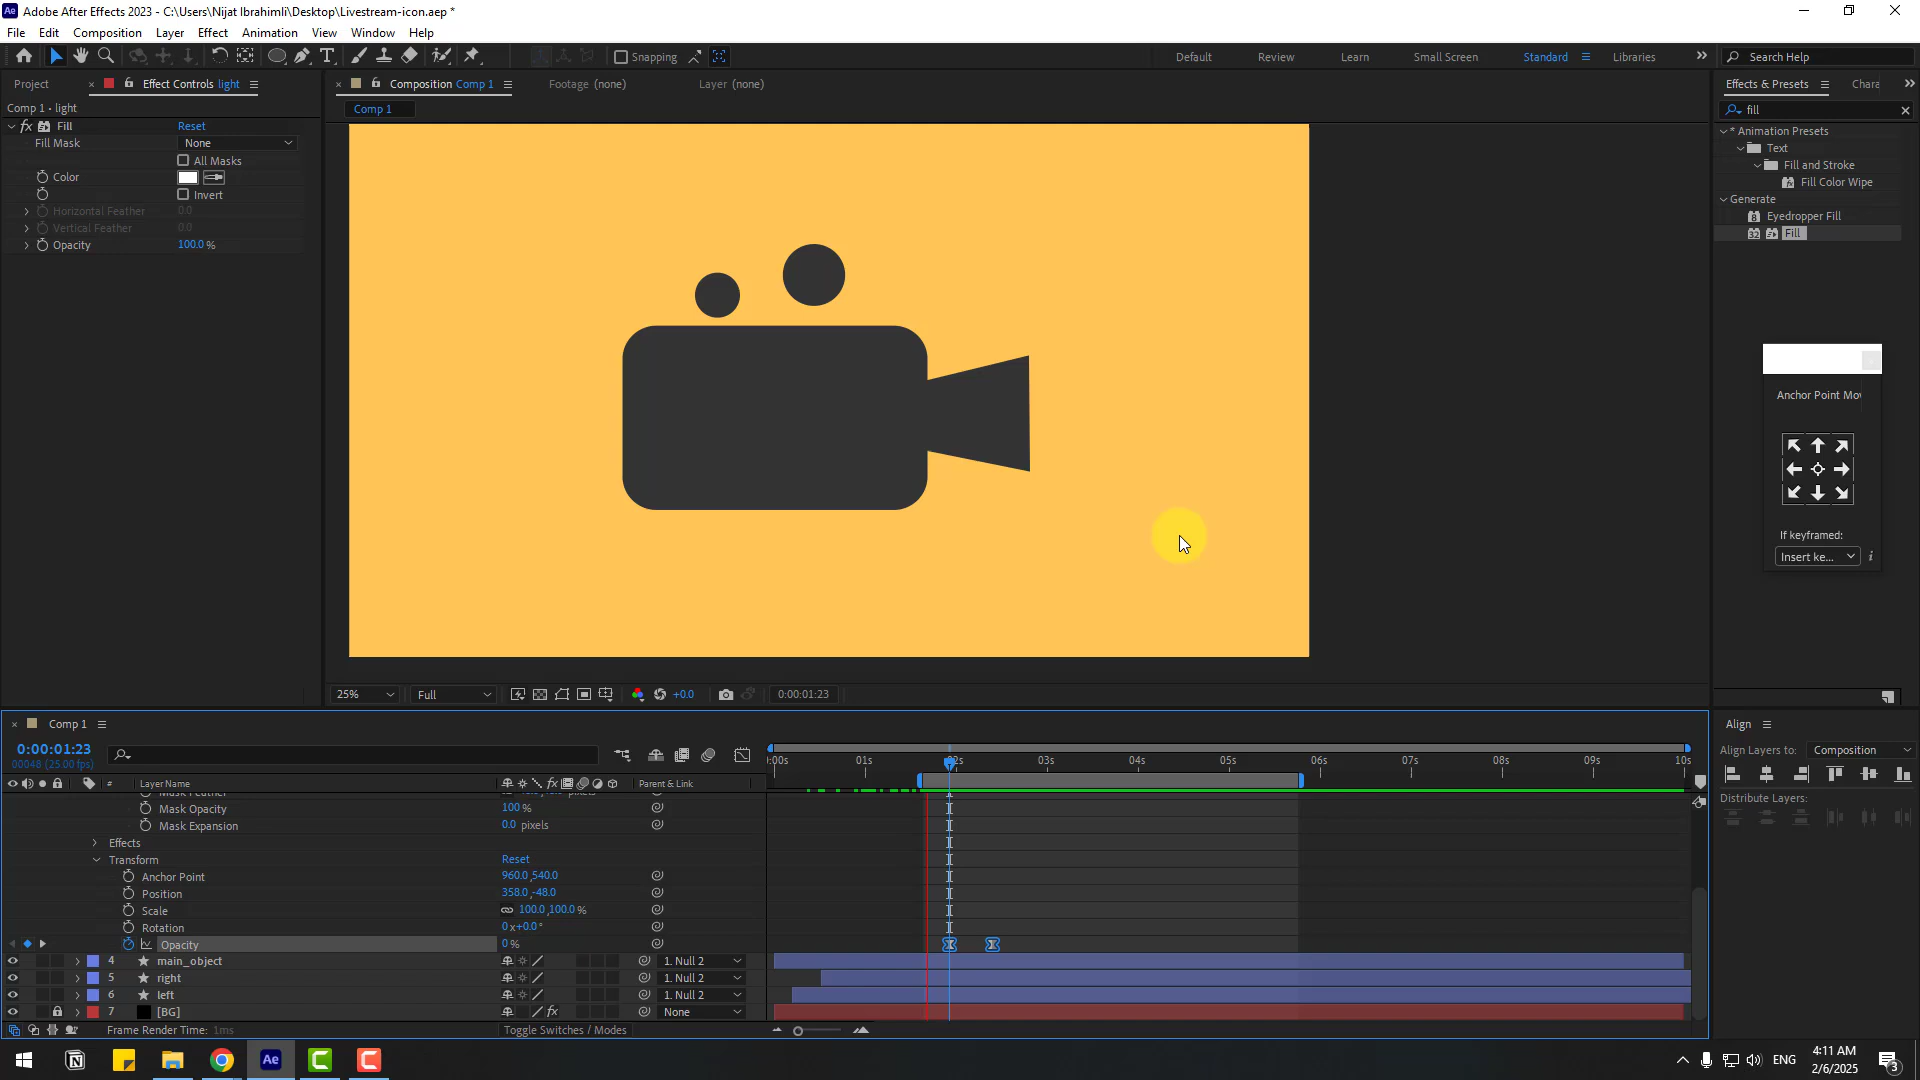 Adobe After Effects 2023 - C:\Users\Nijat Ibrahimli\Desktop\Livestream-icon.aep *
File Edit Composition Layer Effect Animation View Window Help
Snapping Default Review Learn Small Screen Standard Libraries Search Help
Project Effect Controls light Composition Comp 1 Footage (none) Layer (none) Effects & Presets Chara
Comp 1 • light Comp 1 fill
Fill Reset
Fill Mask None
All Masks
Color
Invert
Horizontal Feather 0.0
Vertical Feather 0.0
Opacity 100.0 %
* Animation Presets
Text
Fill and Stroke
Fill Color Wipe
Generate
Eyedropper Fill
Fill
Anchor Point Mov
If keyframed:
Insert ke...
25% Full +0.0 0:00:01:23
Comp 1
0:00:01:23
00048 (25.00 fps)
# Layer Name Parent & Link
:00s 01s 02s 03s 04s 05s 06s 07s 08s 09s 10s
Mask Opacity 100 %
Mask Expansion 0.0 pixels
Effects
Transform Reset
Anchor Point 960.0,540.0
Position 358.0,-48.0
Scale 100.0,100.0 %
Rotation 0x+0.0°
Opacity 0 %
4 main_object 1. Null 2
5 right 1. Null 2
6 left 1. Null 2
7 [BG] None
Frame Render Time: 1ms Toggle Switches / Modes
Align
Align Layers to: Composition
Distribute Layers:
ENG
4:11 AM
2/6/2025
3